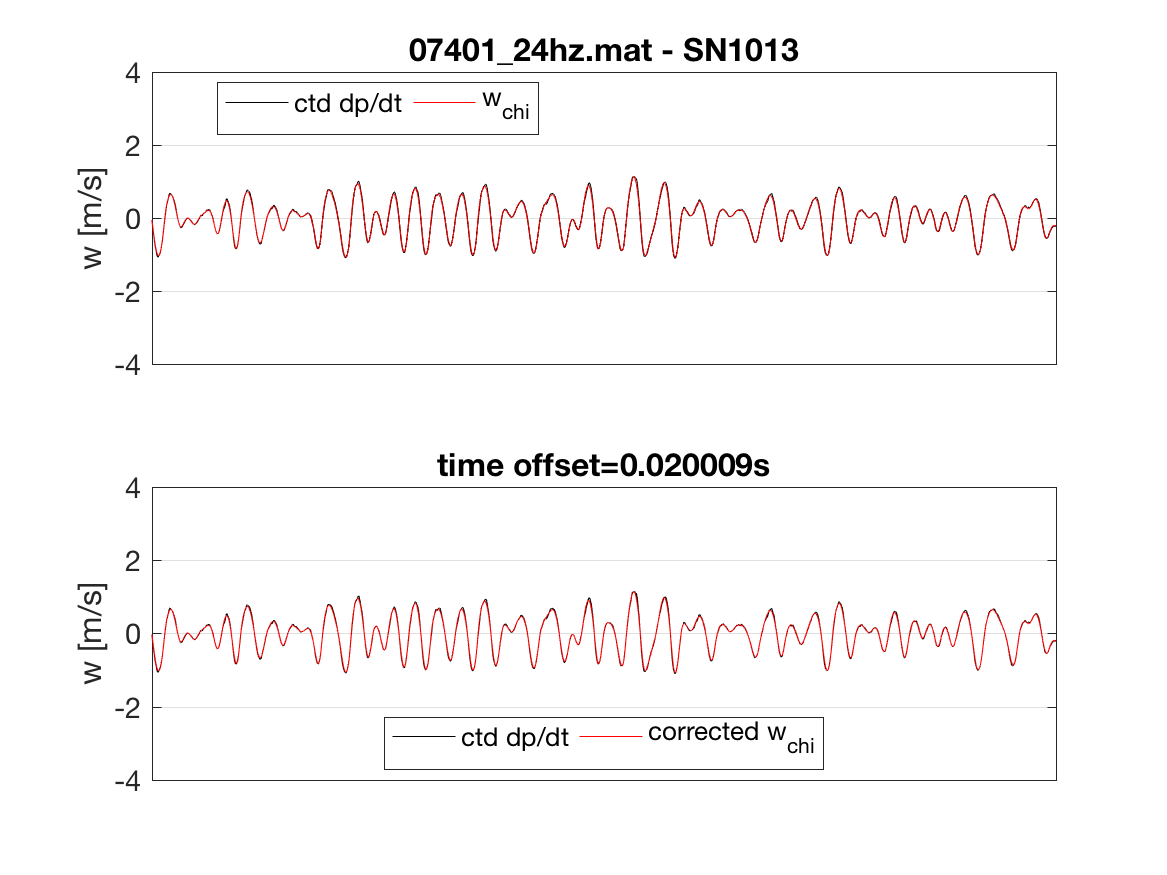 07401_24hz.mat - SN1013
4
ctd dp/dt w_chi
2
w [m/s]
0
-2
-4
time offset=0.020009s
4
2
w [m/s]
0
-2
ctd dp/dt corrected w_chi
-4